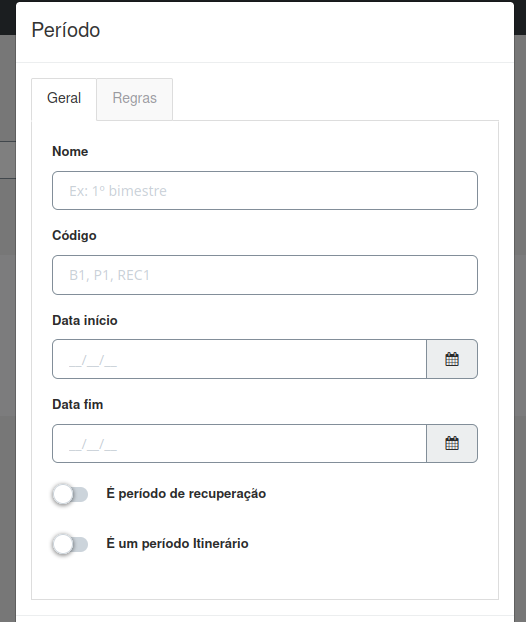 Período
Geral
Regras
Nome
Ex: 1º bimestre
Código
B1, P1, REC1
Data início
__/__/__
Data fim
__/__/__
É período de recuperação
É um período Itinerário